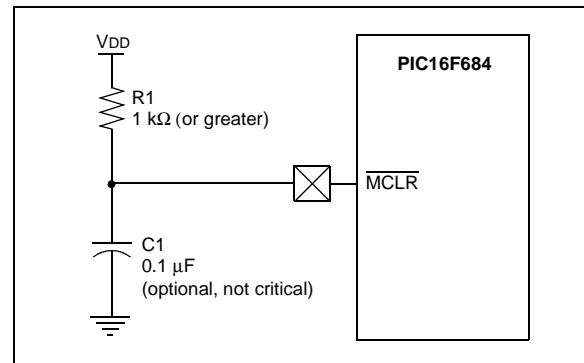 VDD
PIC16F684
R1
1 kΩ (or greater)
MCLR
C1
0.1 μF
(optional, not critical)